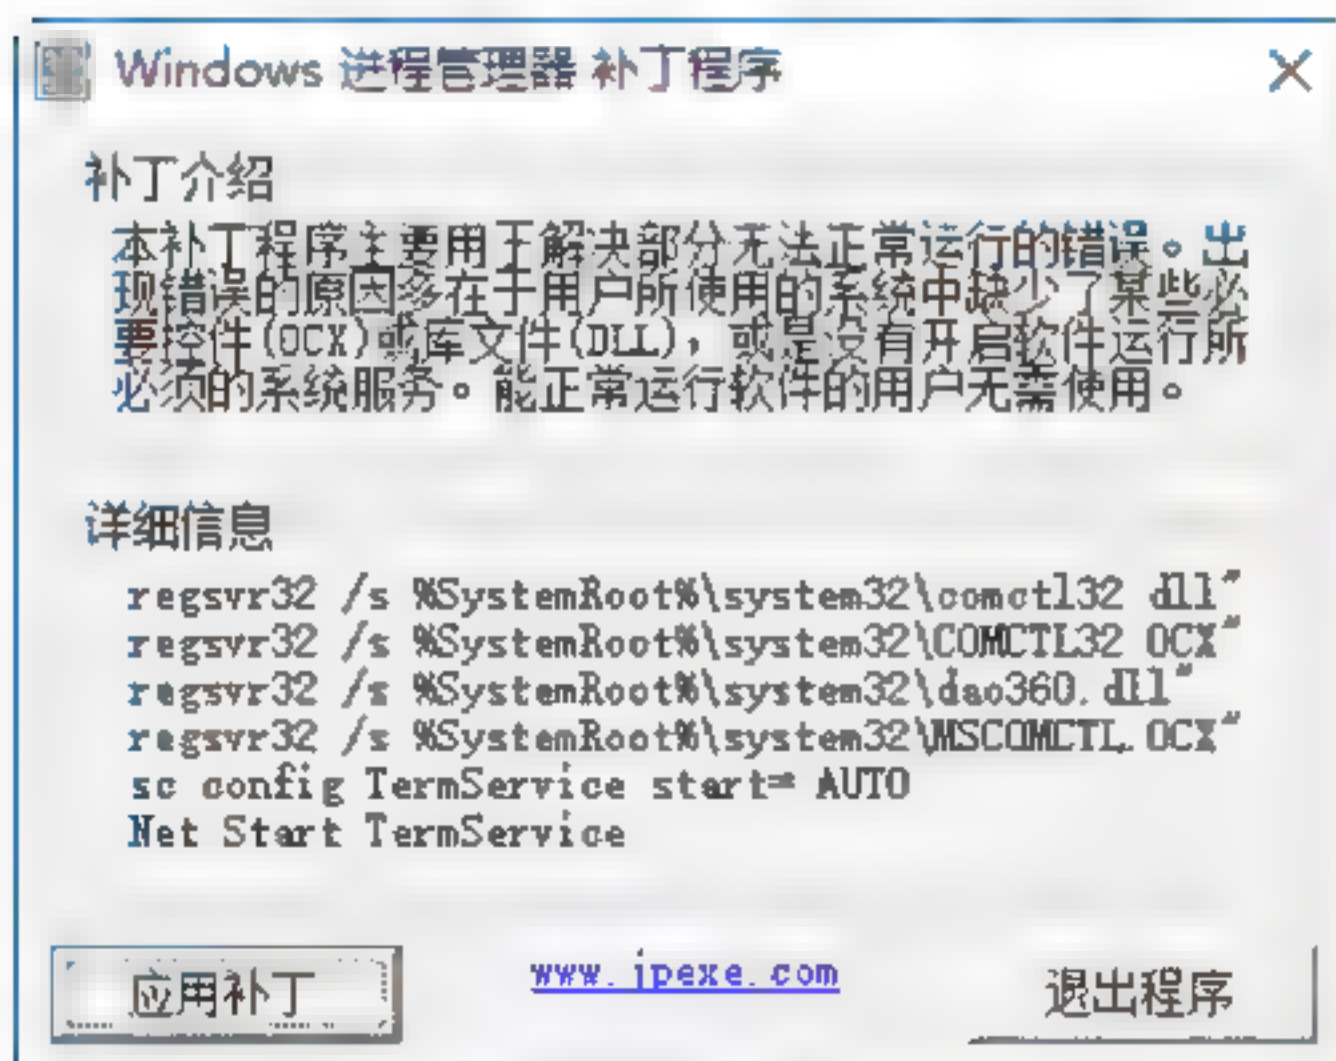 Windows 进程管理器 补丁程序
补丁介绍
本补丁程序主要用于解决部分无法正常运行的错误。出
现错误的原因多在于用户所使用的系统中缺少了某些必
要控件(OCX)或库文件(DLL)，或是没有开启软件运行所
必须的系统服务。能正常运行软件的用户无需使用。
详细信息
regsvr32 /s %SystemRoot%\system32\comctl32.dll"
regsvr32 /s %SystemRoot%\system32\COMCTL32.OCX"
regsvr32 /s %SystemRoot%\system32\dao360.dll"
regsvr32 /s %SystemRoot%\system32\MSCOMCTL.OCX"
sc config TermService start= AUTO
Net Start TermService
应用补丁
www.jpexe.com
退出程序